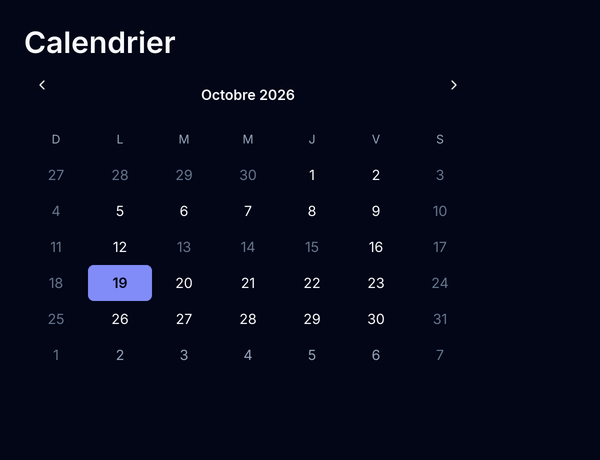 Calendrier
Octobre 2026
D L M M J V S
27 28 29 30 1 2 3
4 5 6 7 8 9 10
11 12 13 14 15 16 17
18 19 20 21 22 23 24
25 26 27 28 29 30 31
1 2 3 4 5 6 7